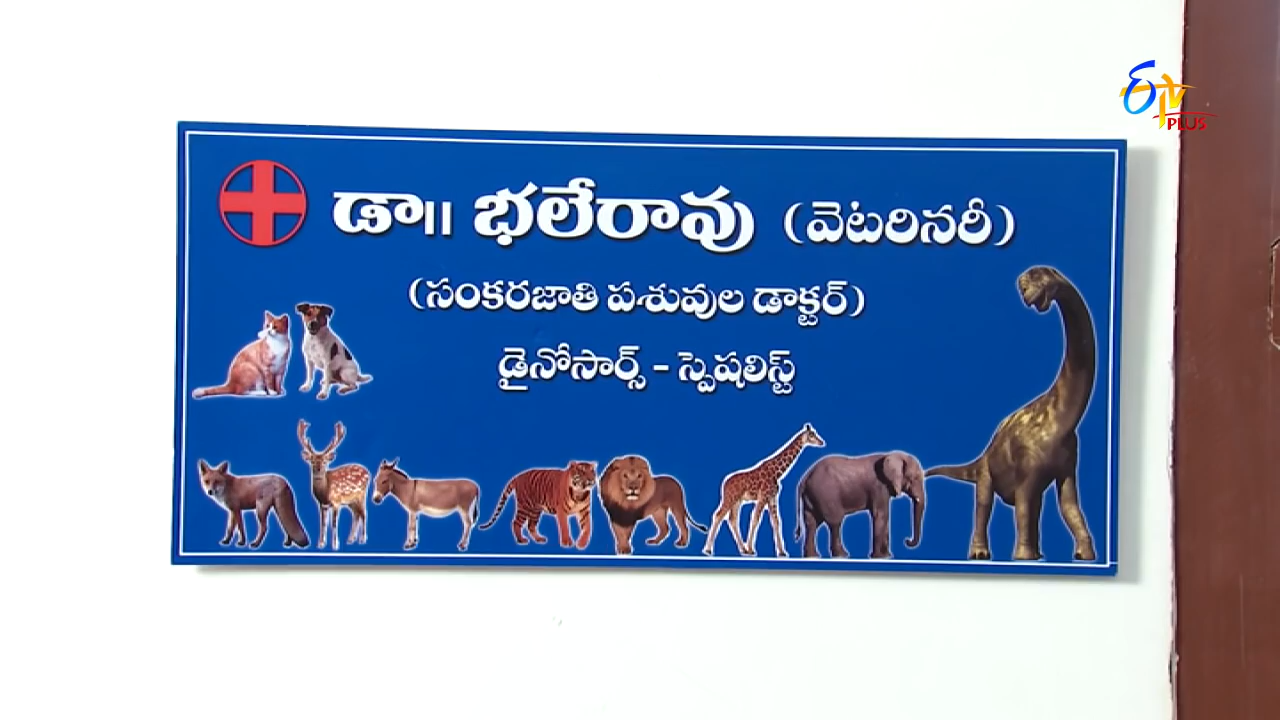 ETV
PLUS
డా|| భలేరావు (వెటరినరీ)
(సంకరజాతి పశువుల డాక్టర్)
డైనోసార్స్ - స్పెషలిస్ట్